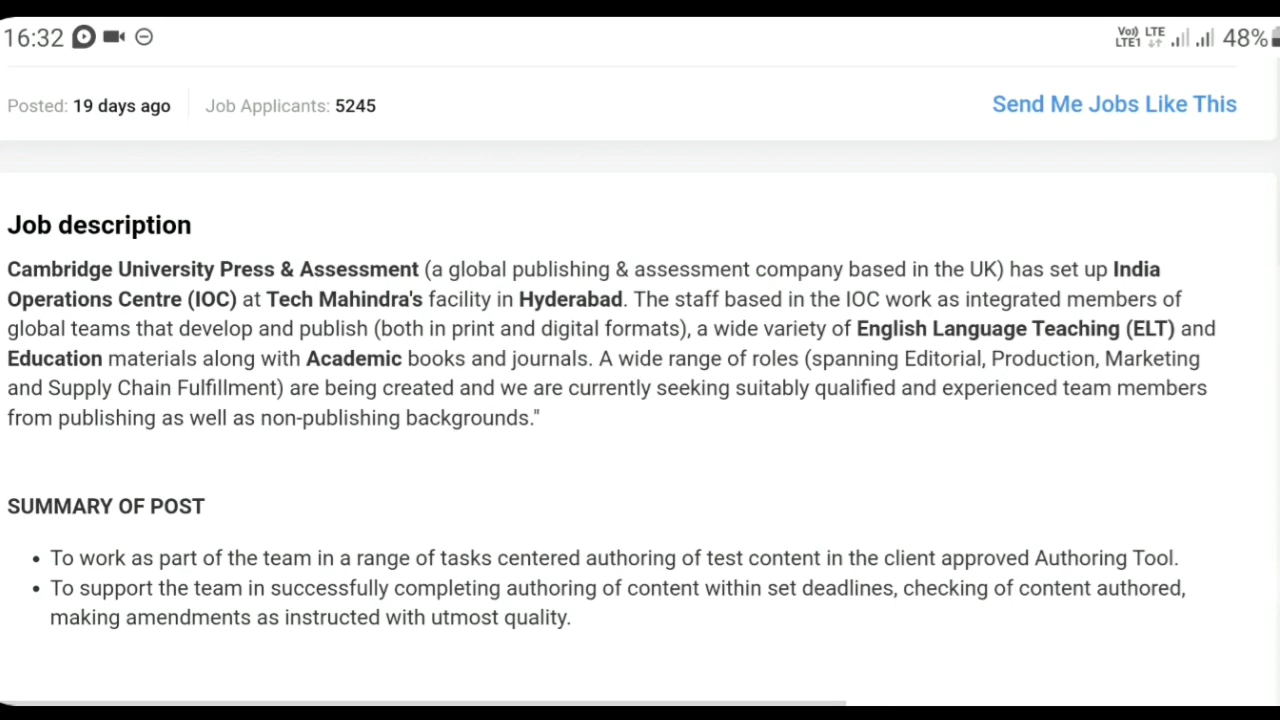 16:32 Vo) LTE LTE1 48%
Posted: 19 days ago Job Applicants: 5245 Send Me Jobs Like This
Job description
Cambridge University Press & Assessment (a global publishing & assessment company based in the UK) has set up India
Operations Centre (IOC) at Tech Mahindra's facility in Hyderabad. The staff based in the IOC work as integrated members of
global teams that develop and publish (both in print and digital formats), a wide variety of English Language Teaching (ELT) and
Education materials along with Academic books and journals. A wide range of roles (spanning Editorial, Production, Marketing
and Supply Chain Fulfillment) are being created and we are currently seeking suitably qualified and experienced team members
from publishing as well as non-publishing backgrounds."
SUMMARY OF POST
• To work as part of the team in a range of tasks centered authoring of test content in the client approved Authoring Tool.
• To support the team in successfully completing authoring of content within set deadlines, checking of content authored,
making amendments as instructed with utmost quality.